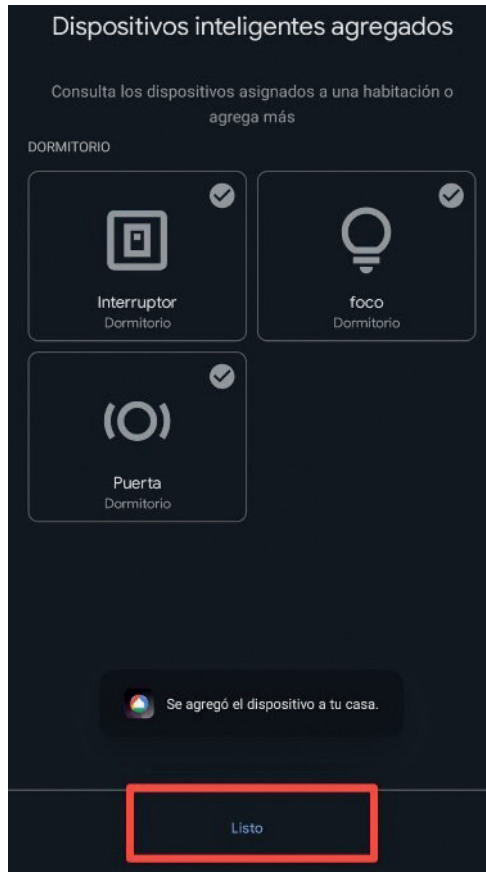 Dispositivos inteligentes agregados
Consulta los dispositivos asignados a una habitación o
agrega más
DORMITORIO
Interruptor
Dormitorio
foco
Dormitorio
Puerta
Dormitorio
Se agregó el dispositivo a tu casa.
Listo